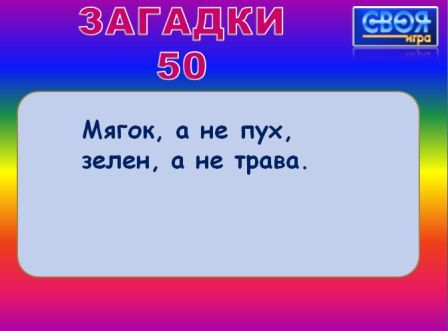 ЗАГАДКИ
50
СВОЯ
игра
Мягок, а не пух,
зелен, а не трава.